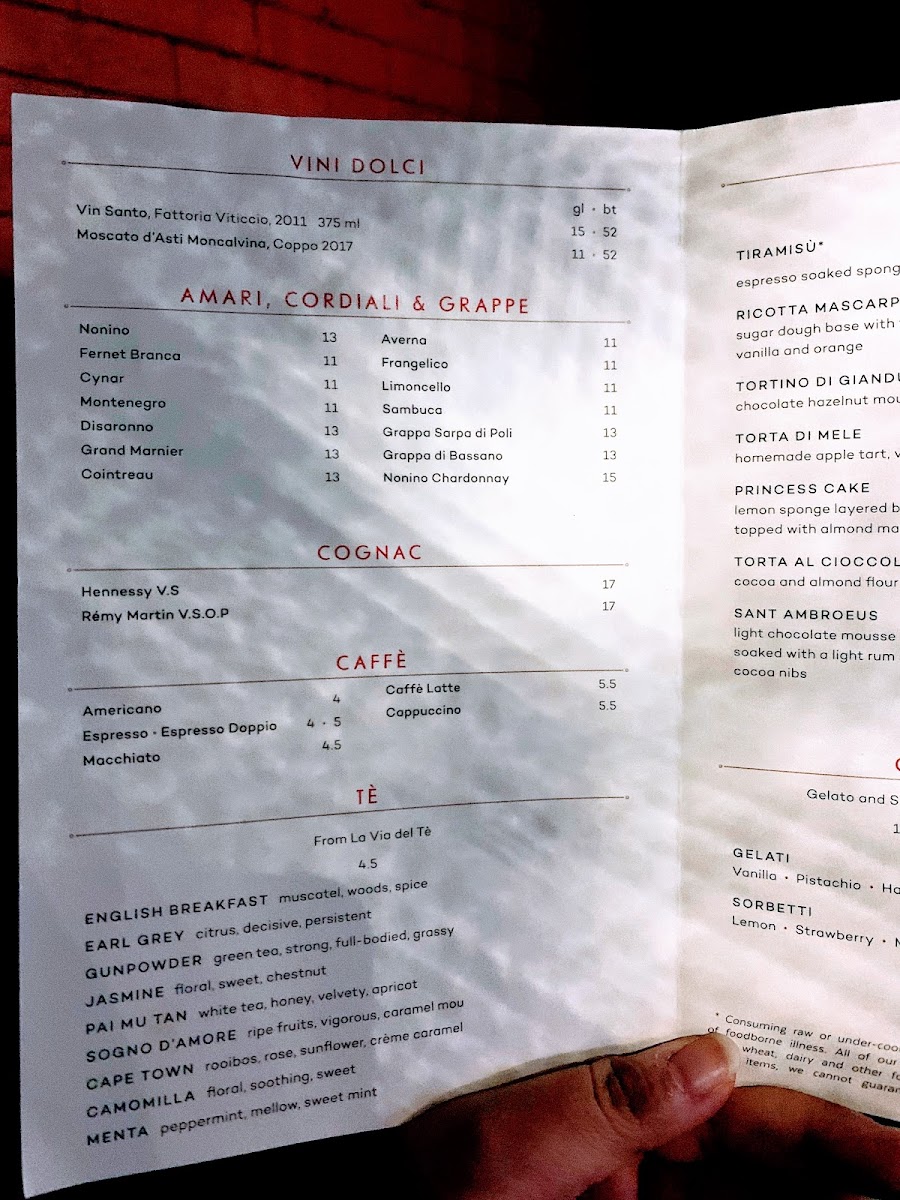 VINI DOLCI
gl • bt
Vin Santo, Fattoria Viticcio, 2011 375 ml 15 • 52
Moscato d'Asti Moncalvina, Coppo 2017 11 • 52
AMARI, CORDIALI & GRAPPE
Nonino 13
Fernet Branca 11
Cynar 11
Montenegro 11
Disaronno 13
Grand Marnier 13
Cointreau 13
Averna 11
Frangelico 11
Limoncello 11
Sambuca 11
Grappa Sarpa di Poli 13
Grappa di Bassano 13
Nonino Chardonnay 15
COGNAC
Hennessy V.S 17
Rémy Martin V.S.O.P 17
CAFFÈ
Americano 4
Espresso • Espresso Doppio 4 • 5
Macchiato 4.5
Caffè Latte 5.5
Cappuccino 5.5
TÈ
From La Via del Tè
4.5
ENGLISH BREAKFAST muscatel, woods, spice
EARL GREY citrus, decisive, persistent
GUNPOWDER green tea, strong, full-bodied, grassy
JASMINE floral, sweet, chestnut
PAI MU TAN white tea, honey, velvety, apricot
SOGNO D'AMORE ripe fruits, vigorous, caramel mou
CAPE TOWN rooibos, rose, sunflower, crème caramel
CAMOMILLA floral, soothing, sweet
MENTA peppermint, mellow, sweet mint
TIRAMISÙ*
espresso soaked spong
RICOTTA MASCARP
sugar dough base with
vanilla and orange
TORTINO DI GIANDU
chocolate hazelnut mou
TORTA DI MELE
homemade apple tart, v
PRINCESS CAKE
lemon sponge layered b
topped with almond ma
TORTA AL CIOCCOL
cocoa and almond flour
SANT AMBROEUS
light chocolate mousse
soaked with a light rum
cocoa nibs
Gelato and S
1
GELATI
Vanilla • Pistachio • Ha
SORBETTI
Lemon • Strawberry •
* Consuming raw or under-coo
of foodborne illness. All of our
wheat, dairy and other fo
items, we cannot guaran